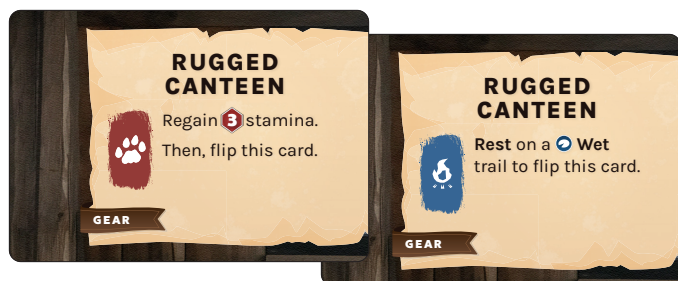 RUGGED
CANTEEN
Regain 3 stamina.
Then, flip this card.
GEAR
RUGGED
CANTEEN
Rest on a Wet
trail to flip this card.
GEAR